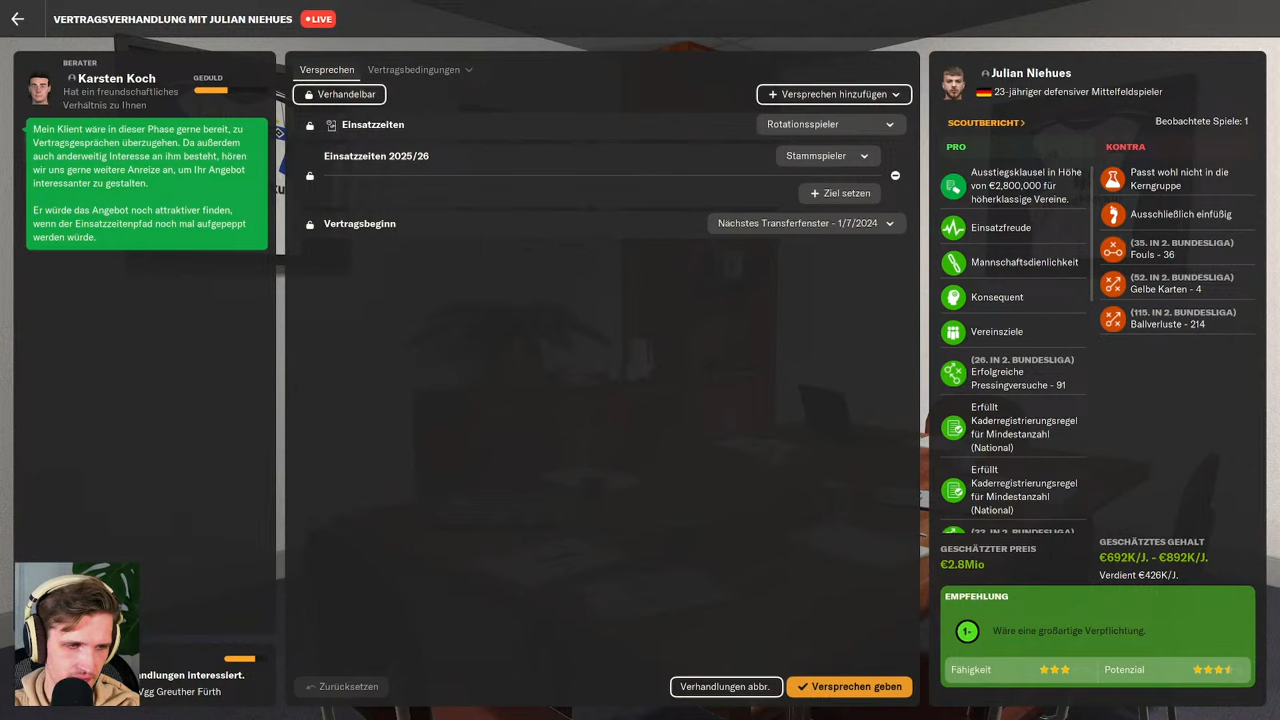 VERTRAGSVERHANDLUNG MIT JULIAN NIEHUES
LIVE
BERATER
Karsten Koch
Hat ein freundschaftliches
Verhältnis zu Ihnen
GEDULD
Mein Klient wäre in dieser Phase gerne bereit, zu
Vertragsgesprächen überzugehen. Da außerdem
auch anderweitig Interesse an ihm besteht, hören
wir uns gerne weitere Anreize an, um Ihr Angebot
interessanter zu gestalten.
Er würde das Angebot noch attraktiver finden,
wenn der Einsatzzeitenpfad noch mal aufgepeppt
werden würde.
ndlungen interessiert.
Vgg Greuther Fürth
Versprechen
Vertragsbedingungen
Verhandelbar
Versprechen hinzufügen
Einsatzzeiten
Rotationsspieler
Einsatzzeiten 2025/26
Stammspieler
Ziel setzen
Vertragsbeginn
Nächstes Transferfenster - 1/7/2024
Zurücksetzen
Verhandlungen abbr.
Versprechen geben
Julian Niehues
23-jähriger defensiver Mittelfeldspieler
SCOUTBERICHT>
Beobachtete Spiele: 1
PRO
Ausstiegsklausel in Höhe
von €2,800,000 für
höherklassige Vereine.
Einsatzfreude
Mannschaftsdienlichkeit
Konsequent
Vereinsziele
(26. IN 2. BUNDESLIGA)
Erfolgreiche
Pressingversuche - 91
Erfüllt
Kaderregistrierungsregel
für Mindestanzahl
(National)
Erfüllt
Kaderregistrierungsregel
für Mindestanzahl
(National)
KONTRA
Passt wohl nicht in die
Kerngruppe
Ausschließlich einfüßig
(35. IN 2. BUNDESLIGA)
Fouls - 36
(52. IN 2. BUNDESLIGA)
Gelbe Karten - 4
(115. IN 2. BUNDESLIGA)
Ballverluste - 214
GESCHÄTZTER PREIS
€2.8Mio
GESCHÄTZTES GEHALT
€692K/J. - €892K/J.
Verdient €426K/J.
EMPFEHLUNG
1-
Wäre eine großartige Verpflichtung.
Fähigkeit
Potenzial